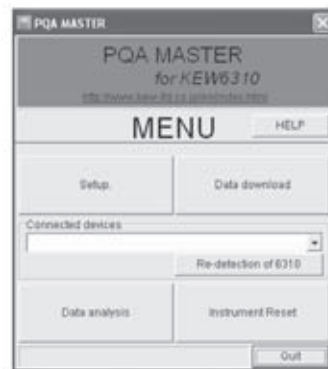 PQA MASTER
PQA MASTER
for KEW6310
MENU HELP
Setup. Data download
Connected devices
Re-detection of 6310
Data analysis Instrument Reset
Quit